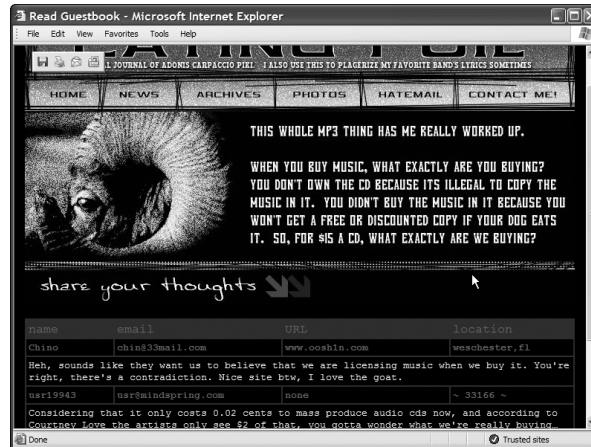 Read Guestbook - Microsoft Internet Explorer
File Edit View Favorites Tools Help
EATING FOIL
L JOURNAL OF ADONIS CARPACCIO PIKL I ALSO USE THIS TO PLAGERIZE MY FAVORITE BAND'S LYRICS SOMETIMES
HOME NEWS ARCHIVES PHOTOS HATEMAIL CONTACT ME!
THIS WHOLE MP3 THING HAS ME REALLY WORKED UP.
WHEN YOU BUY MUSIC, WHAT EXACTLY ARE YOU BUYING?
YOU DON'T OWN THE CD BECAUSE ITS ILLEGAL TO COPY THE
MUSIC IN IT. YOU DIDN'T BUY THE MUSIC IN IT BECAUSE YOU
WON'T GET A FREE OR DISCOUNTED COPY IF YOUR DOG EATS
IT. SO, FOR $15 A CD, WHAT EXACTLY ARE WE BUYING?
share your thoughts
name email URL location
Chino chin@33mail.com www.oosh1n.com weschester,fl
Heh, sounds like they want us to believe that we are licensing music when we buy it. You're
right, there's a contradiction. Nice site btw, I love the goat.
usr19943 usr@mindspring.com none ~ 33166 ~
Considering that it only costs 0.02 cents to mass produce audio cds now, and according to
Courtney Love the artists only see $2 of that, you gotta wonder what we're really buying…
Done Trusted sites